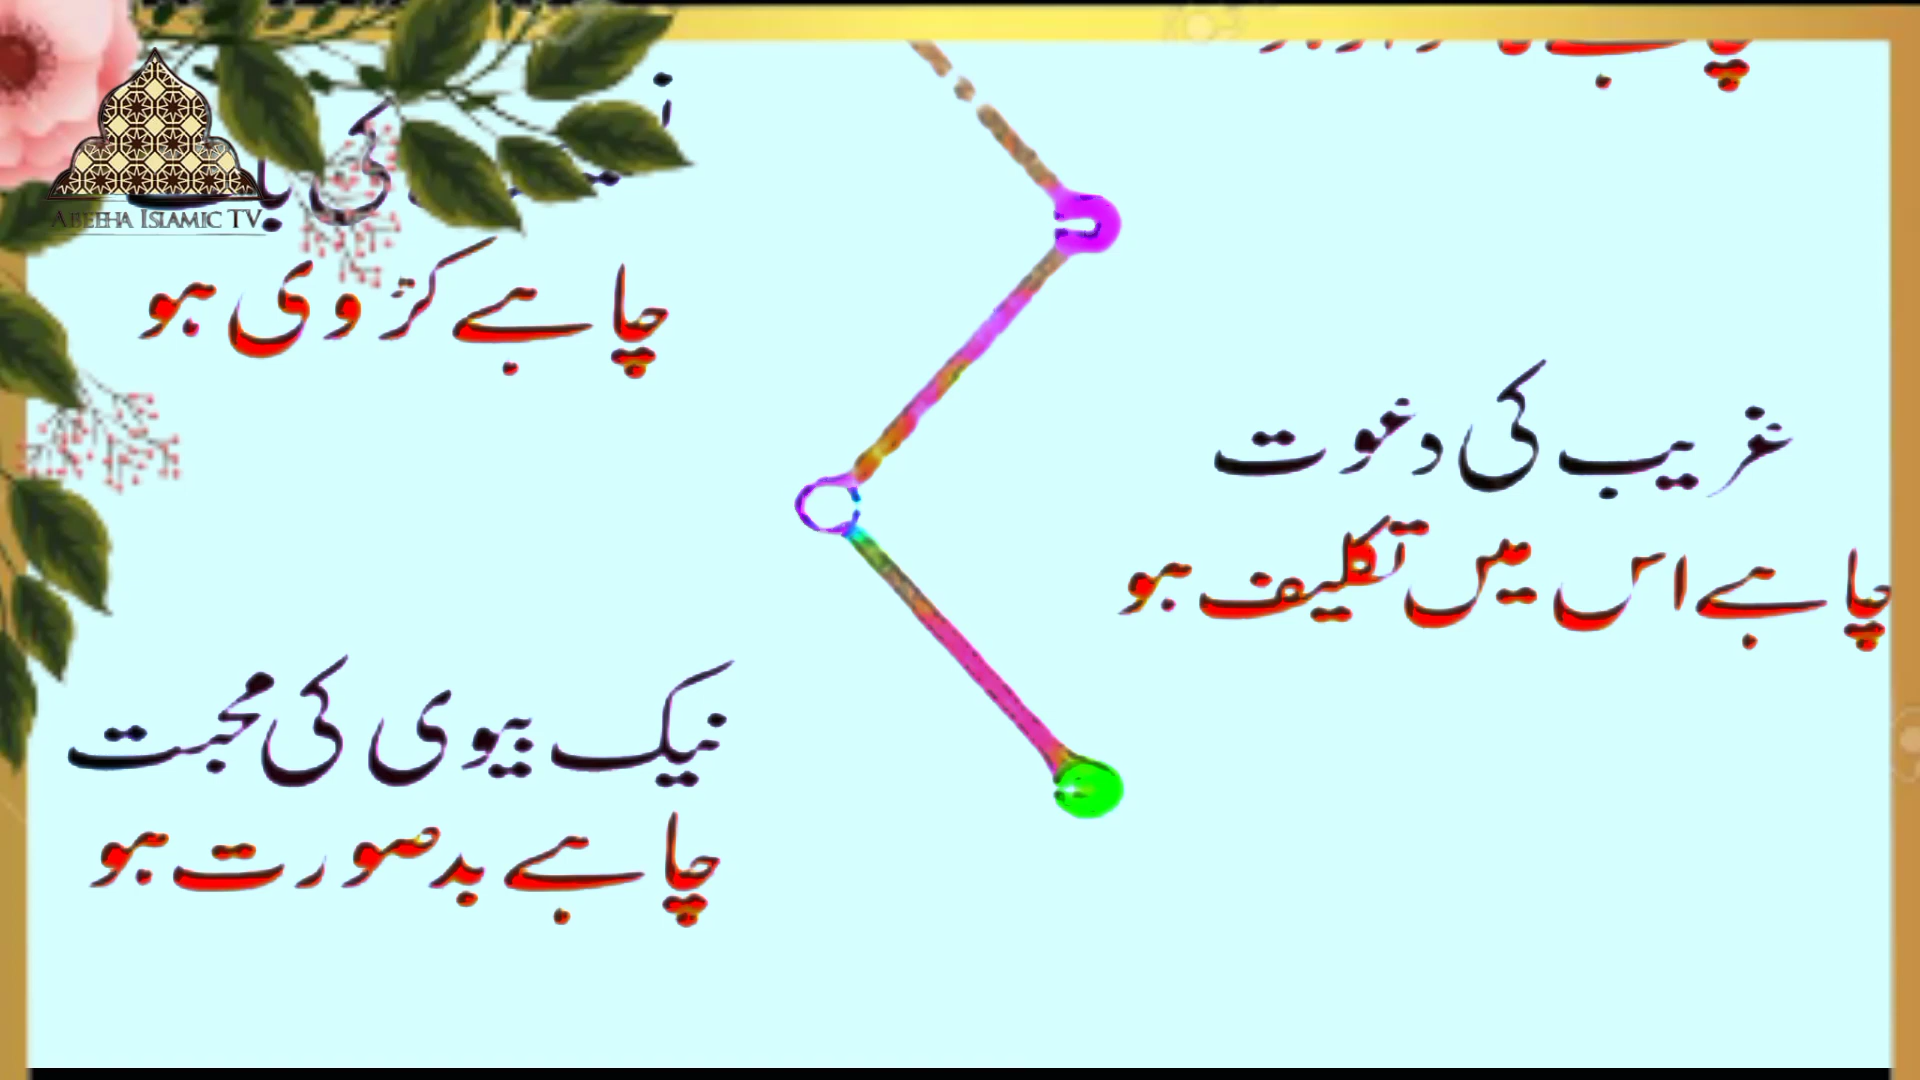 ABEEHA ISLAMIC TV
کی
چاہے کڑوی ہو
غریب کی دعوت
چاہے اس میں تکلیف ہو
نیک بیوی کی محبت
چاہے بدصورت ہو